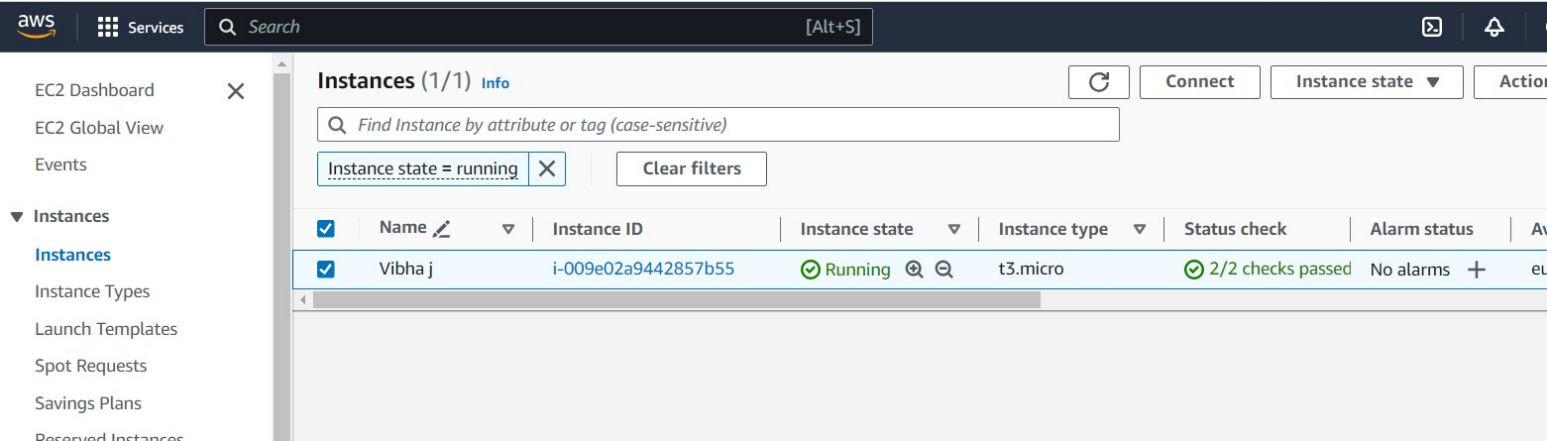 aws Services Search [Alt+S]
EC2 Dashboard
EC2 Global View
Events
Instances
Instances
Instance Types
Launch Templates
Spot Requests
Savings Plans
Reserved Instances
Instances (1/1) Info Connect Instance state
Find Instance by attribute or tag (case-sensitive)
Instance state = running Clear filters
Name Instance ID Instance state Instance type Status check Alarm status
Vibha j i-009e02a9442857b55 Running t3.micro 2/2 checks passed No alarms